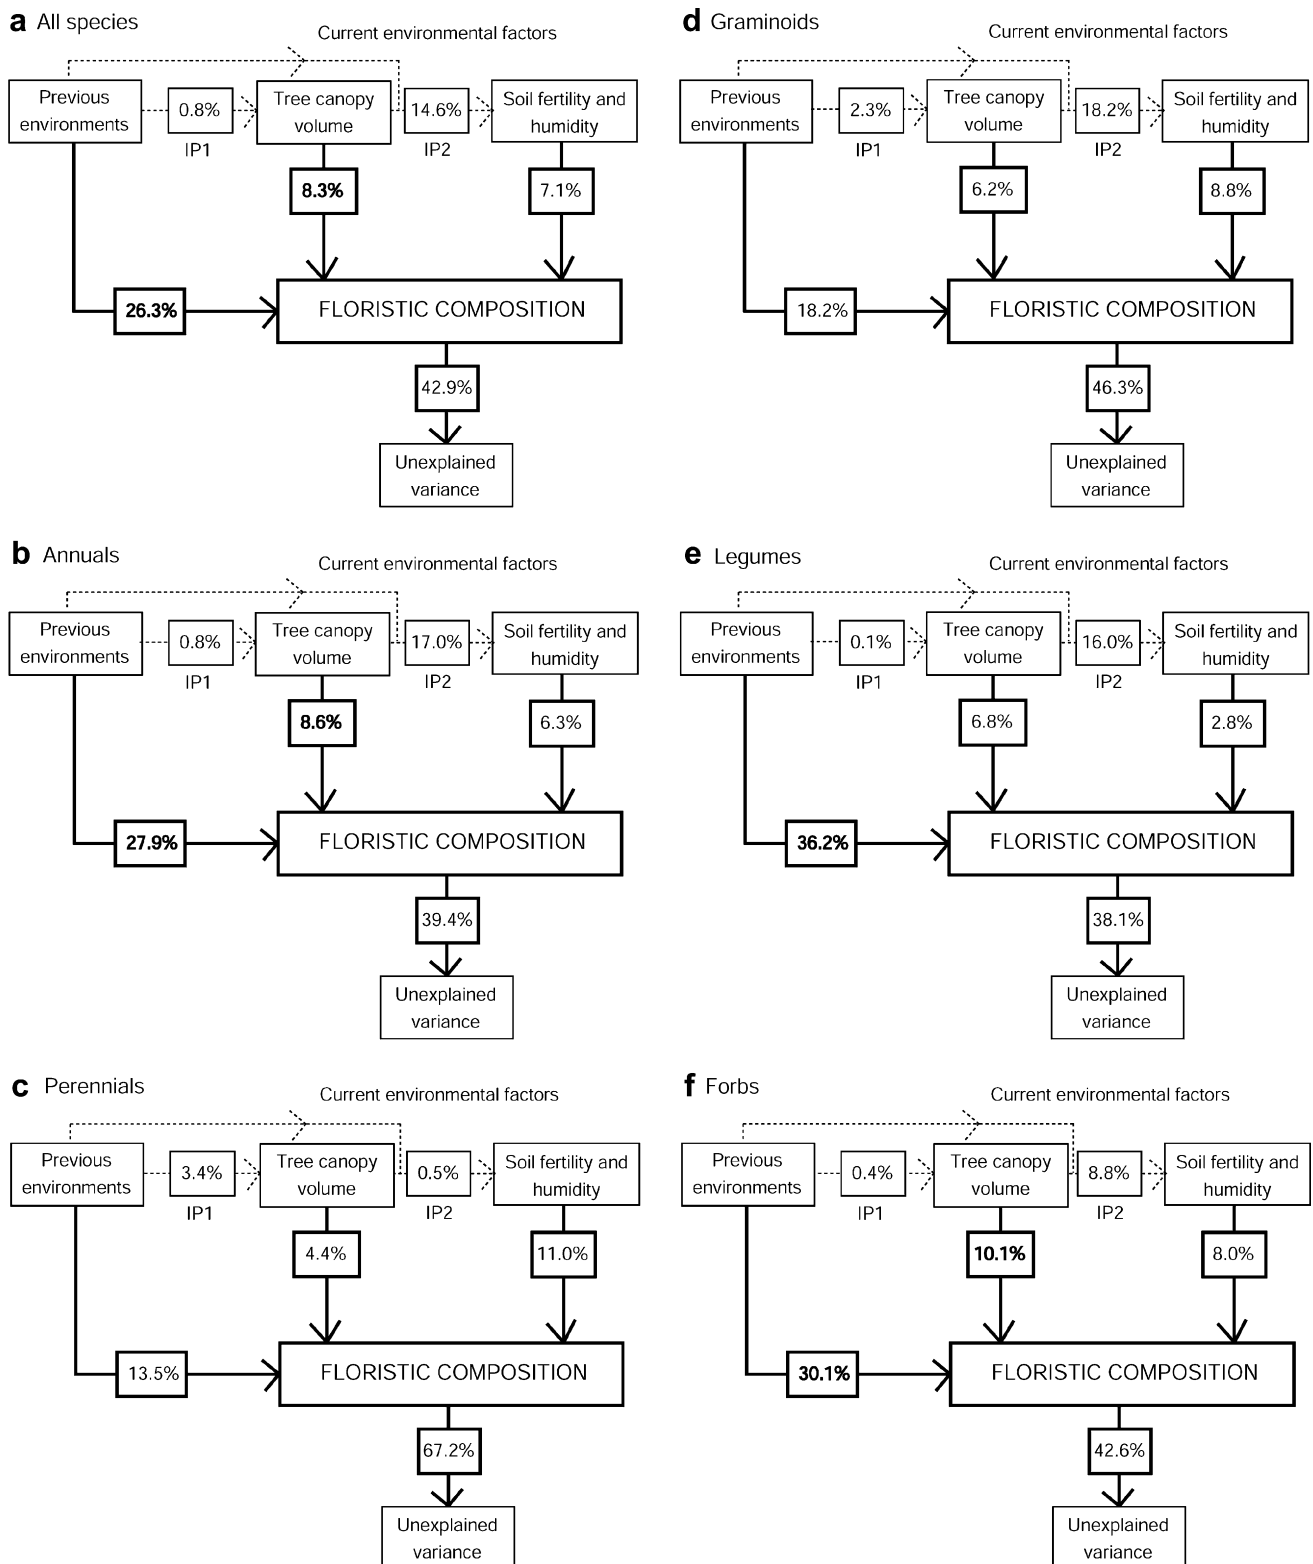 a All species
Current environmental factors
Previous
environments
0.8%
IP1
Tree canopy
volume
14.6%
IP2
Soil fertility and
humidity
8.3%
7.1%
26.3%
FLORISTIC COMPOSITION
42.9%
Unexplained
variance
b Annuals
Current environmental factors
Previous
environments
0.8%
IP1
Tree canopy
volume
17.0%
IP2
Soil fertility and
humidity
8.6%
6.3%
27.9%
FLORISTIC COMPOSITION
39.4%
Unexplained
variance
c Perennials
Current environmental factors
Previous
environments
3.4%
IP1
Tree canopy
volume
0.5%
IP2
Soil fertility and
humidity
4.4%
11.0%
13.5%
FLORISTIC COMPOSITION
67.2%
Unexplained
variance
d Graminoids
Current environmental factors
Previous
environments
2.3%
IP1
Tree canopy
volume
18.2%
IP2
Soil fertility and
humidity
6.2%
8.8%
18.2%
FLORISTIC COMPOSITION
46.3%
Unexplained
variance
e Legumes
Current environmental factors
Previous
environments
0.1%
IP1
Tree canopy
volume
16.0%
IP2
Soil fertility and
humidity
6.8%
2.8%
36.2%
FLORISTIC COMPOSITION
38.1%
Unexplained
variance
f Forbs
Current environmental factors
Previous
environments
0.4%
IP1
Tree canopy
volume
8.8%
IP2
Soil fertility and
humidity
10.1%
8.0%
30.1%
FLORISTIC COMPOSITION
42.6%
Unexplained
variance